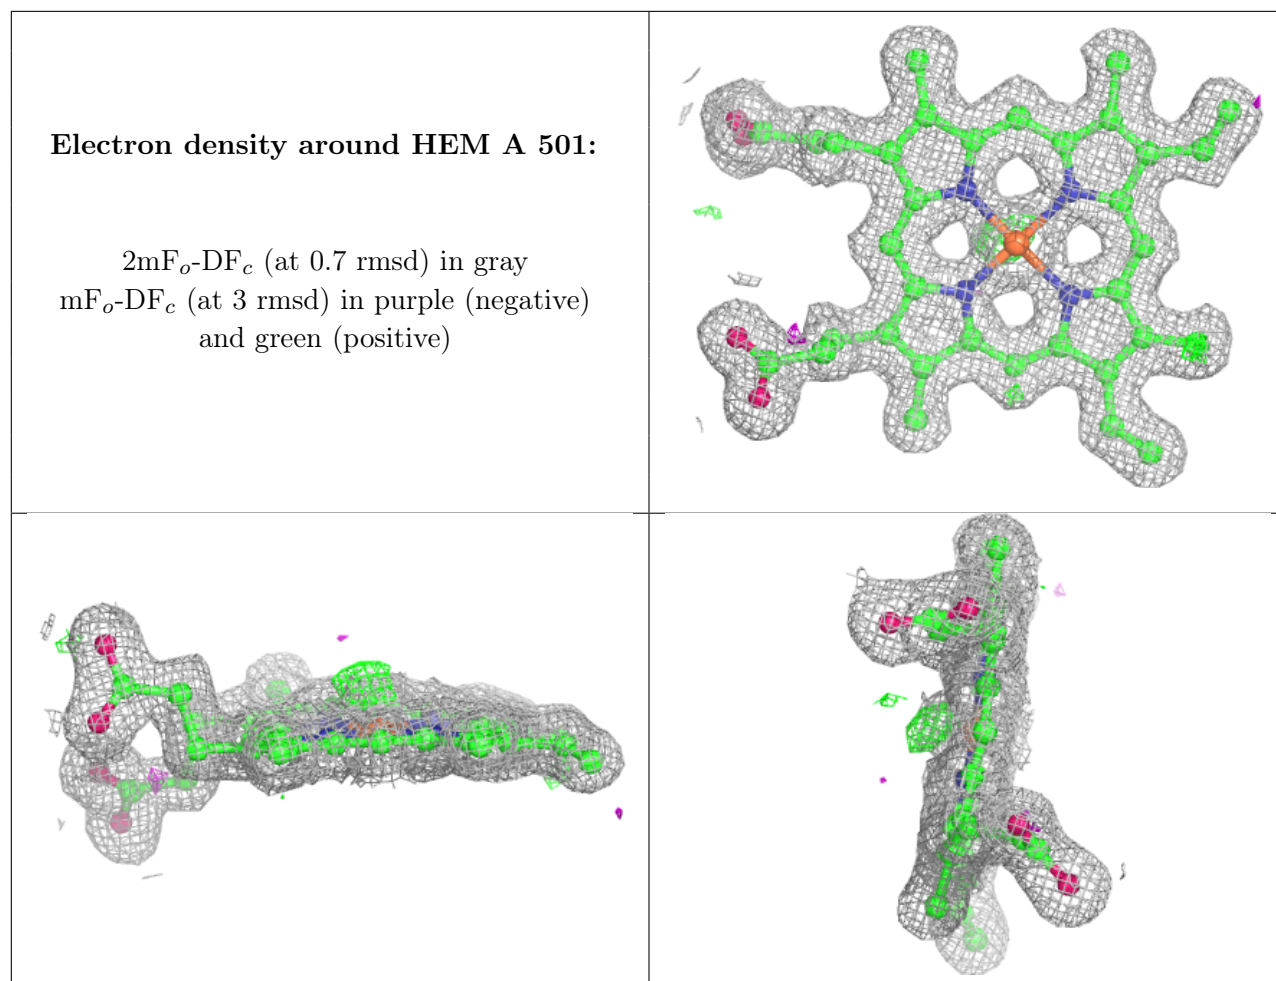 Electron density around HEM A 501:
2mFₒ-DF𝒸 (at 0.7 rmsd) in gray
mFₒ-DF𝒸 (at 3 rmsd) in purple (negative)
and green (positive)